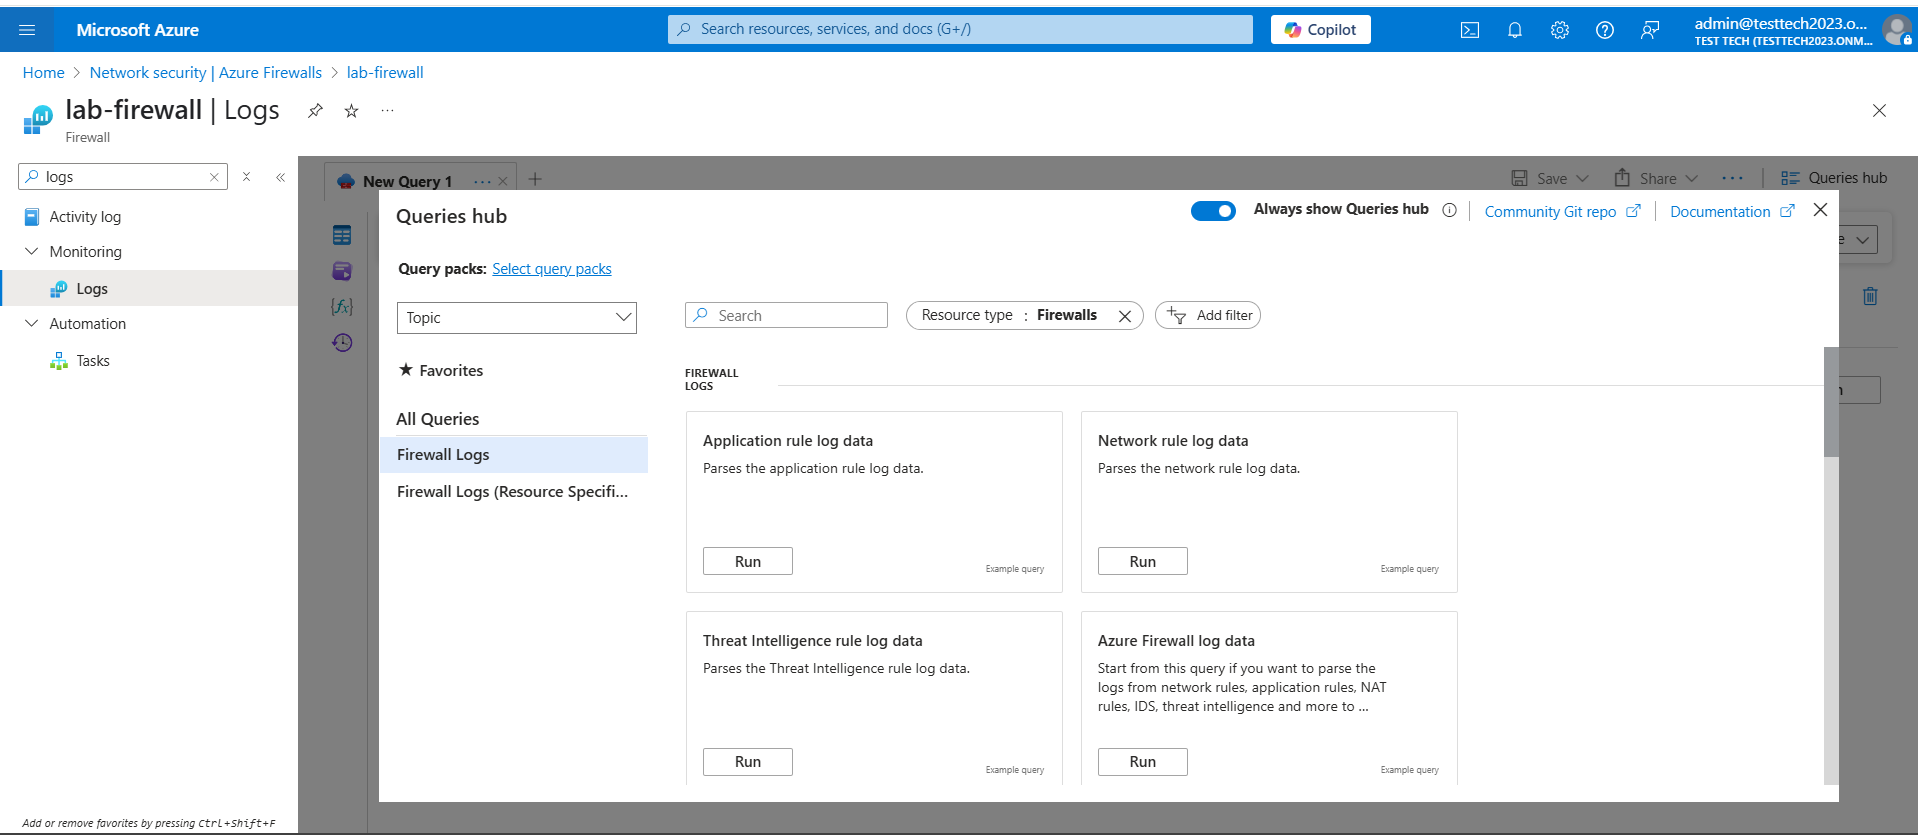 Microsoft Azure
Search resources, services, and docs (G+/)
Copilot
admin@testtech2023.o...
TEST TECH (TESTTECH2023.ONM...
Home > Network security | Azure Firewalls > lab-firewall
lab-firewall | Logs
Firewall
logs
Activity log
Monitoring
Logs
Automation
Tasks
Add or remove favorites by pressing Ctrl+Shift+F
New Query 1
Save
Share
Queries hub
Queries hub
Always show Queries hub
Community Git repo
Documentation
Query packs: Select query packs
Topic
Search
Resource type : Firewalls
Add filter
Favorites
All Queries
Firewall Logs
Firewall Logs (Resource Specifi...
FIREWALL
LOGS
Application rule log data
Parses the application rule log data.
Run
Example query
Network rule log data
Parses the network rule log data.
Run
Example query
Threat Intelligence rule log data
Parses the Threat Intelligence rule log data.
Run
Example query
Azure Firewall log data
Start from this query if you want to parse the
logs from network rules, application rules, NAT
rules, IDS, threat intelligence and more to ...
Run
Example query